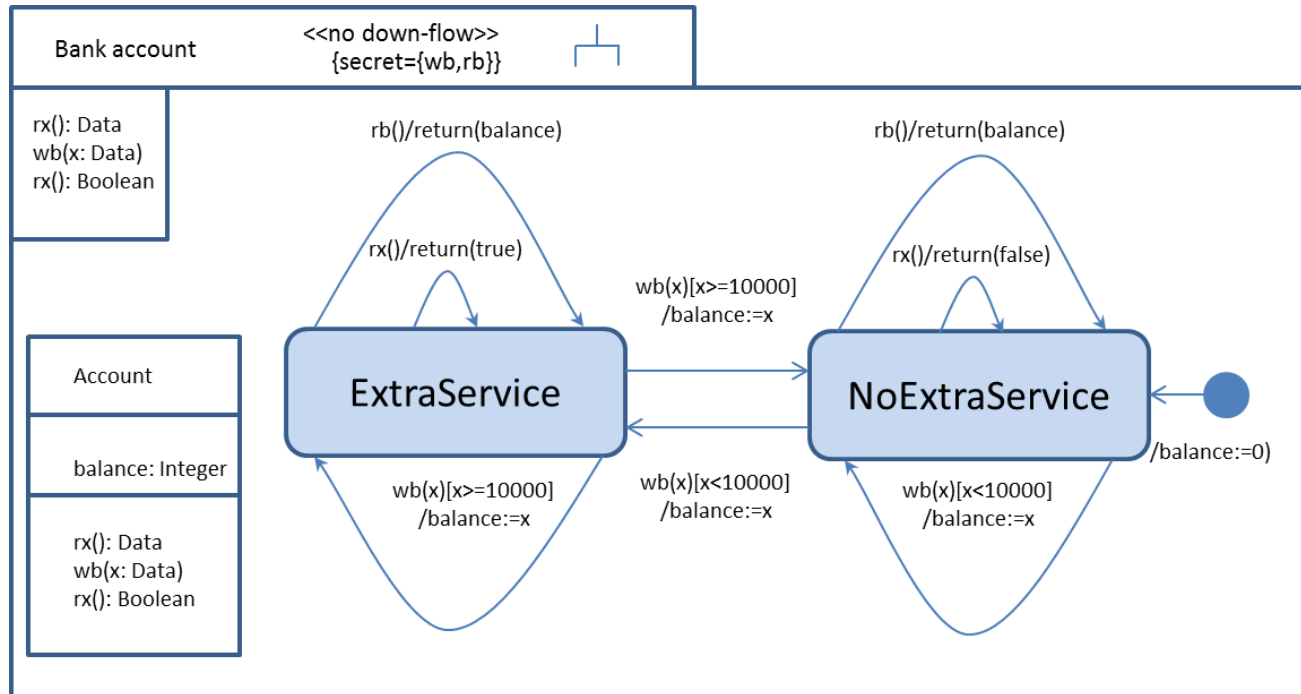 Bank account
<<no down-flow>>
{secret={wb,rb}}
rx(): Data
wb(x: Data)
rx(): Boolean
rb()/return(balance)
rb()/return(balance)
rx()/return(true)
rx()/return(false)
wb(x)[x>=10000]
/balance:=x
ExtraService
NoExtraService
/balance:=0)
wb(x)[x>=10000]
/balance:=x
wb(x)[x<10000]
/balance:=x
wb(x)[x<10000]
/balance:=x
Account
balance: Integer
rx(): Data
wb(x: Data)
rx(): Boolean